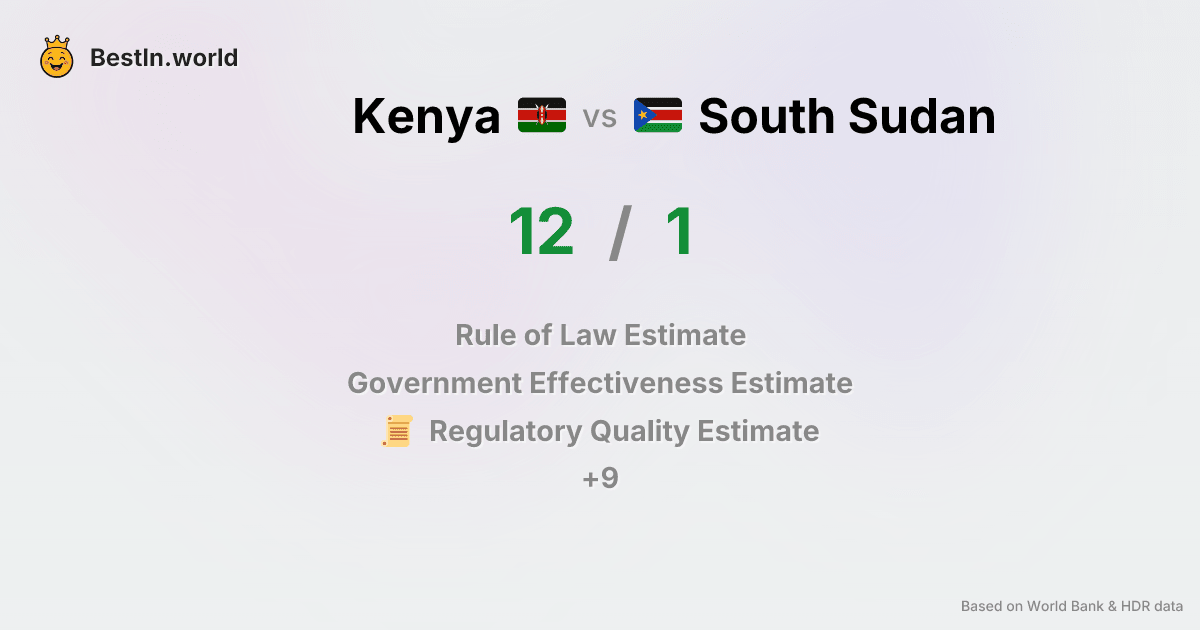 BestIn.world
Kenya vs South Sudan
12 / 1
Rule of Law Estimate
Government Effectiveness Estimate
Regulatory Quality Estimate
+9
Based on World Bank & HDR data